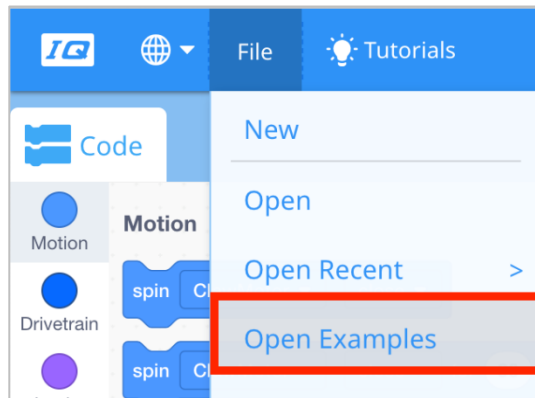 IQ
File
Tutorials
Code
New
Open
Open Recent >
Open Examples
Motion
Drivetrain
Motion
spin
spin